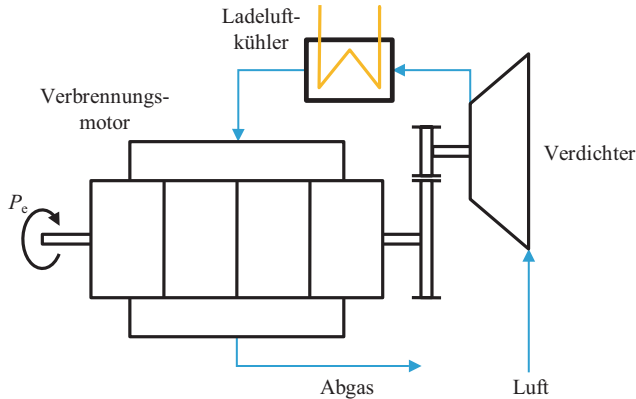 Ladeluft-
kühler
Verbrennungs-
motor
Verdichter
Pe
Abgas
Luft